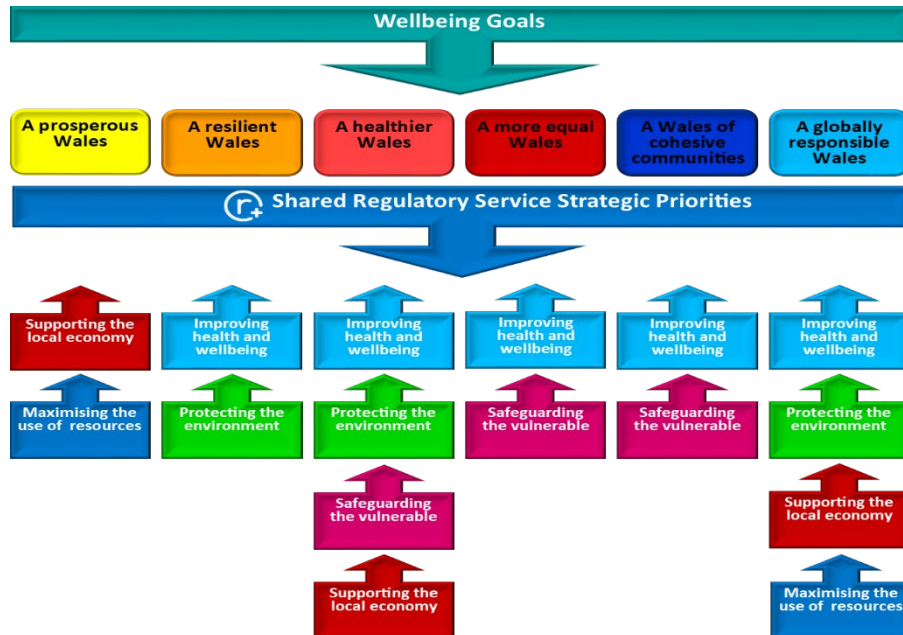 Wellbeing Goals
A prosperous
Wales
A resilient
Wales
A healthier
Wales
A more equal
Wales
A Wales of
cohesive
communities
A globally
responsible
Wales
r+ Shared Regulatory Service Strategic Priorities
Supporting the
local economy
Improving
health and
wellbeing
Improving
health and
wellbeing
Improving
health and
wellbeing
Improving
health and
wellbeing
Improving
health and
wellbeing
Maximising the
use of resources
Protecting the
environment
Protecting the
environment
Safeguarding
the vulnerable
Safeguarding
the vulnerable
Protecting the
environment
Safeguarding
the vulnerable
Supporting the
local economy
Supporting the
local economy
Maximising the
use of resources